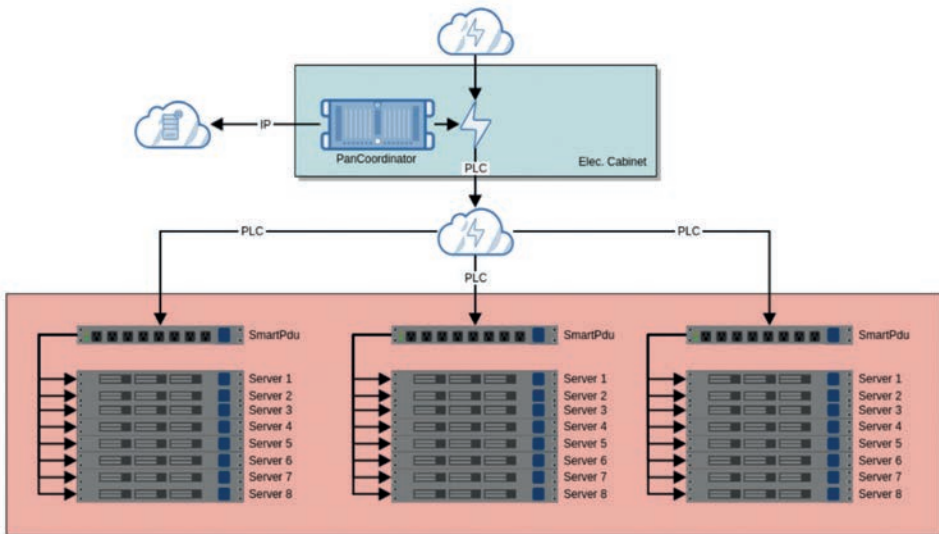 IP
PanCoordinator
PLC
Elec. Cabinet
PLC
PLC
PLC
SmartPdu
SmartPdu
SmartPdu
Server 1
Server 2
Server 3
Server 4
Server 5
Server 6
Server 7
Server 8
Server 1
Server 2
Server 3
Server 4
Server 5
Server 6
Server 7
Server 8
Server 1
Server 2
Server 3
Server 4
Server 5
Server 6
Server 7
Server 8